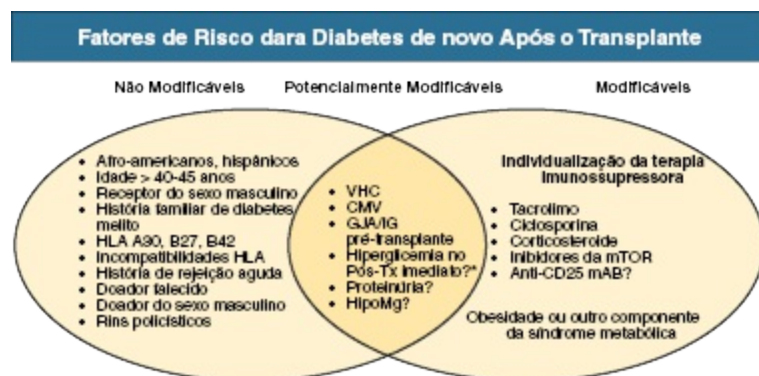 Fatores de Risco dara Diabetes de novo Após o Transplante
Não Modificáveis
Potencialmente Modificáveis
Modificáveis
• Afro-americanos, hispânicos
• Idade > 40-45 anos
• Receptor do sexo masculino
• História familiar de diabetes
melito
• HLA A30, B27, B42
• Incompatibilidades HLA
• História de rejeição aguda
• Doador falecido
• Doador do sexo masculino
• Rins policísticos
• VHC
• CMV
• GJA/IG
pré-transplante
• Hiperglicemia no
Pós-Tx imediato?*
• Proteinúria?
• HipoMg?
Individualização da terapia
Imunossupressora
• Tacrolimo
• Ciclosporina
• Corticosteroide
• Inibidores da mTOR
• Anti-CD25 mAB?
Obesidade ou outro componente
da síndrome metabólica